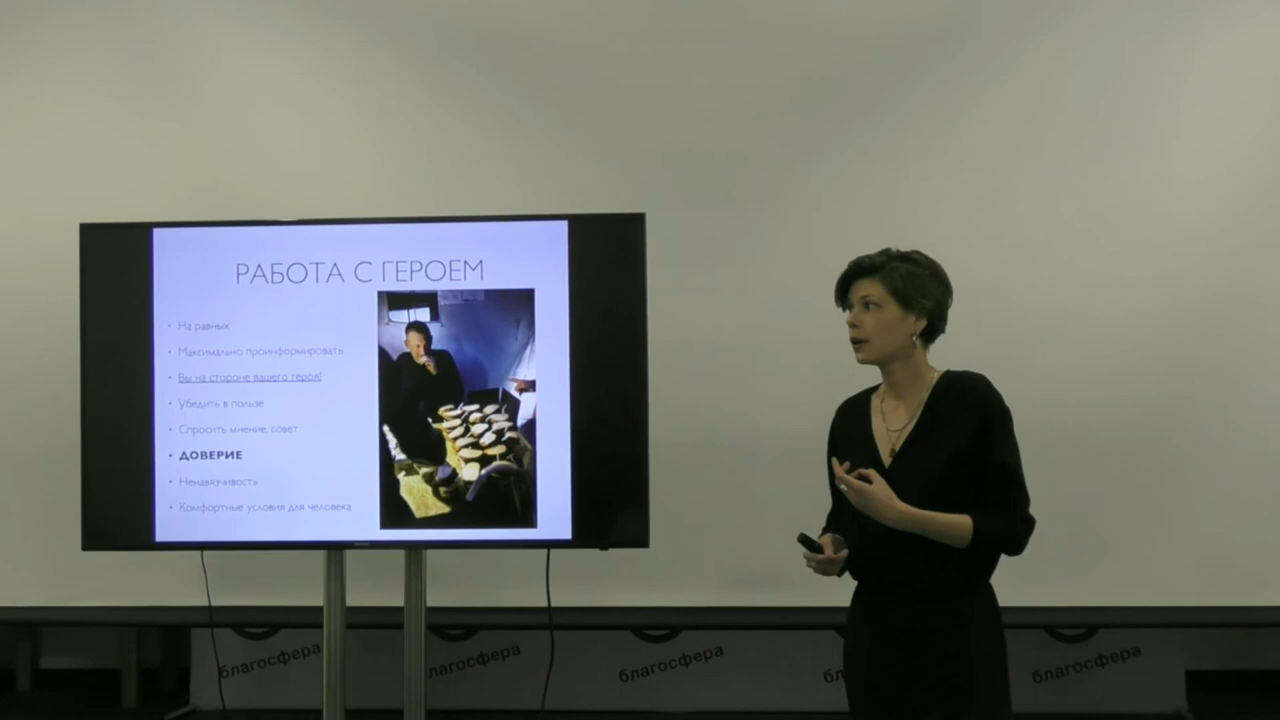 РАБОТА С ГЕРОЕМ
• На равных
• Максимально проинформировать
• Вы на стороне вашего героя!
• Убедить в пользе
• Спросить мнение, совет
• ДОВЕРИЕ
• Ненавязчивость
• Комфортные условия для человека
благосфера
благосфера
благосфера
бл
благосфера